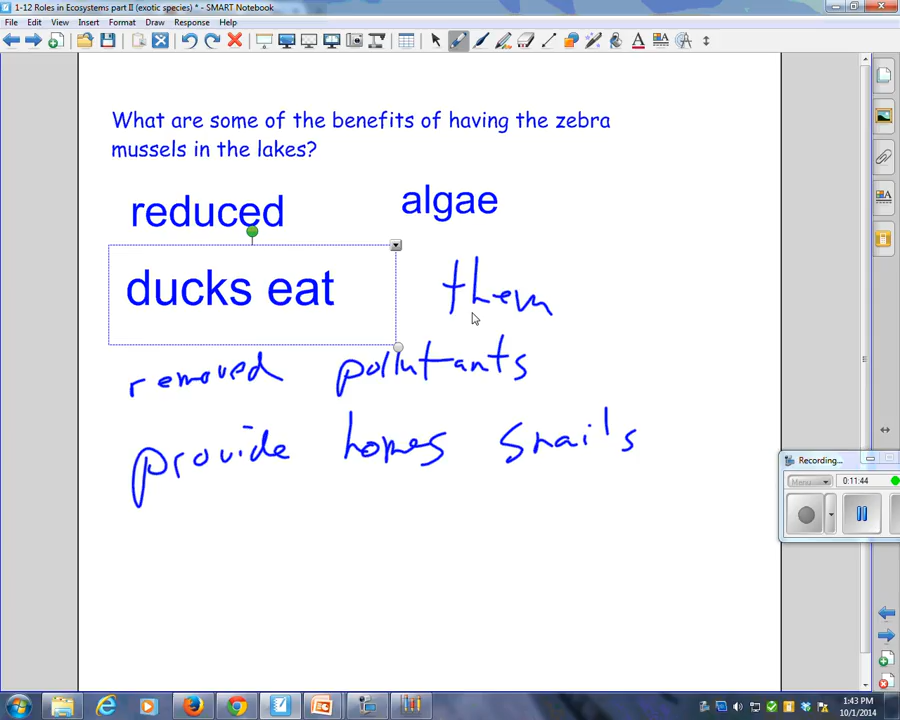 1-12 Roles in Ecosystems part II (exotic species) * - SMART Notebook
File Edit View Insert Format Draw Response Help
What are some of the benefits of having the zebra
mussels in the lakes?
reduced algae
ducks eat them
removed pollutants
provide homes snails
Recording...
Menu 0:11:44
1:43 PM
10/1/2014